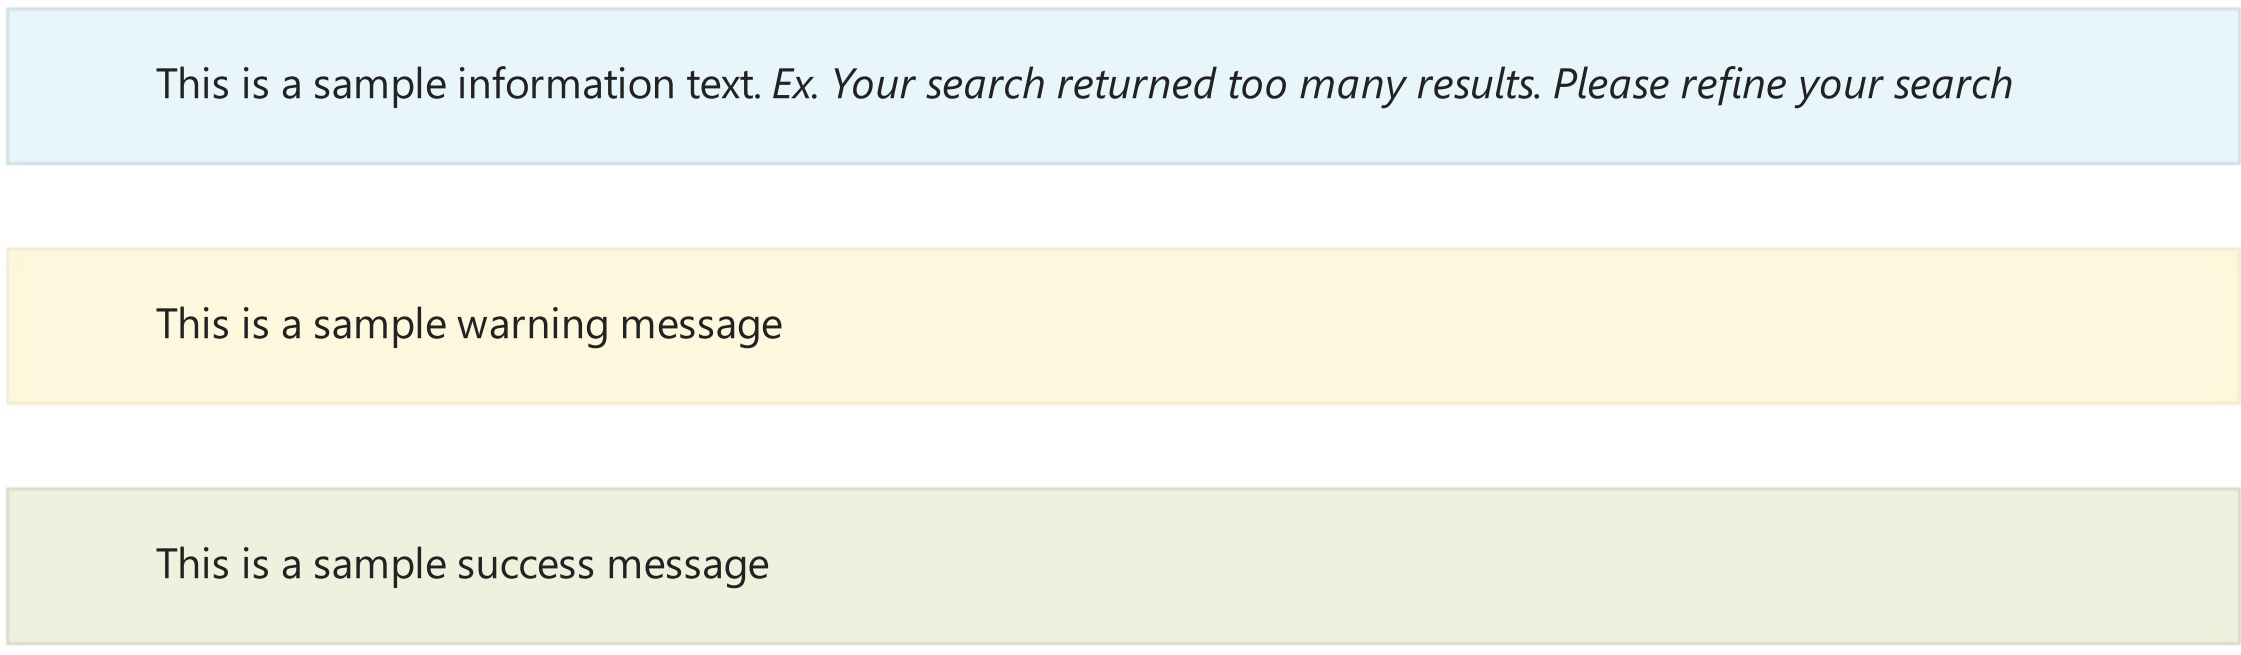 This is a sample information text. Ex. Your search returned too many results. Please refine your search
This is a sample warning message
This is a sample success message